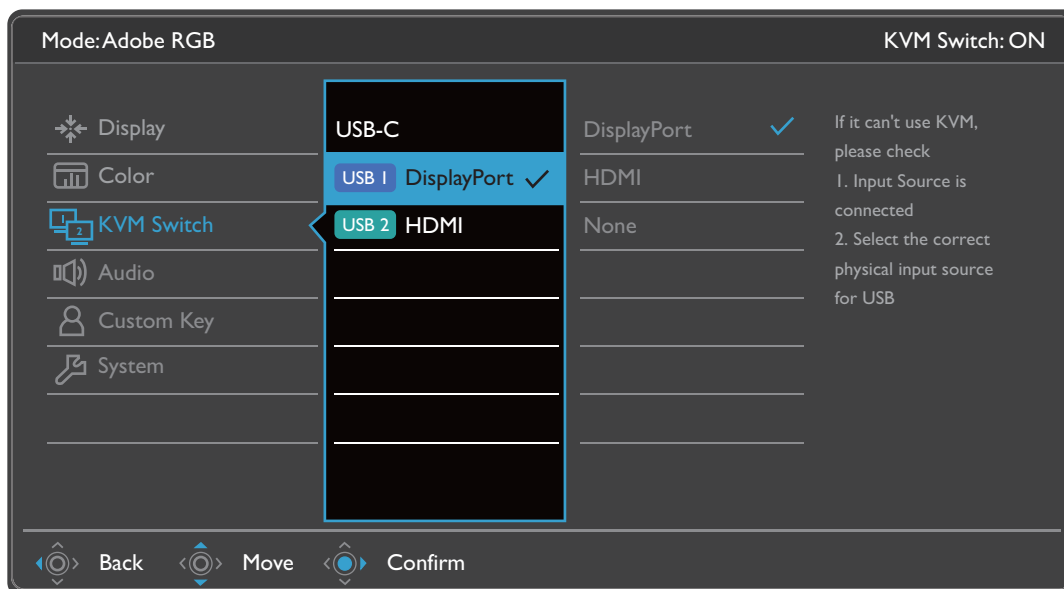 Mode: Adobe RGB
KVM Switch: ON
Display
Color
1 2 KVM Switch
Audio
Custom Key
System
USB-C
USB 1 DisplayPort
USB 2 HDMI
DisplayPort
HDMI
None
If it can't use KVM,
please check
1. Input Source is
connected
2. Select the correct
physical input source
for USB
Back
Move
Confirm